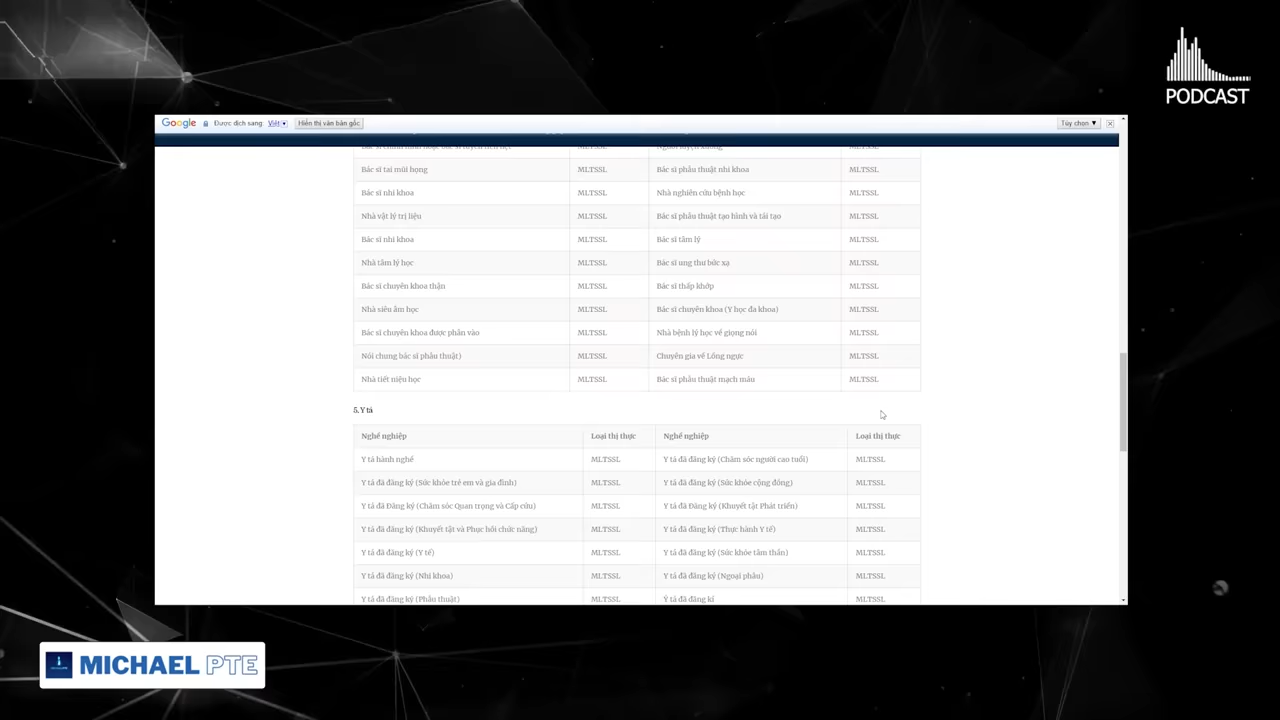 PODCAST
Google Được dịch sang: Việt Hiển thị văn bản gốc Tùy chọn
Bác sĩ tai mũi họng MLTSSL Bác sĩ phẫu thuật nhi khoa MLTSSL
Bác sĩ nhi khoa MLTSSL Nhà nghiên cứu bệnh học MLTSSL
Nhà vật lý trị liệu MLTSSL Bác sĩ phẫu thuật tạo hình và tái tạo MLTSSL
Bác sĩ nhi khoa MLTSSL Bác sĩ tâm lý MLTSSL
Nhà tâm lý học MLTSSL Bác sĩ ung thư bức xạ MLTSSL
Bác sĩ chuyên khoa thận MLTSSL Bác sĩ thấp khớp MLTSSL
Nhà siêu âm học MLTSSL Bác sĩ chuyên khoa (Y học đa khoa) MLTSSL
Bác sĩ chuyên khoa được phân vào MLTSSL Nhà bệnh lý học về giọng nói MLTSSL
Nói chung bác sĩ phẫu thuật) MLTSSL Chuyên gia về Lồng ngực MLTSSL
Nhà tiết niệu học MLTSSL Bác sĩ phẫu thuật mạch máu MLTSSL
5. Y tá
Nghề nghiệp Loại thị thực Nghề nghiệp Loại thị thực
Y tá hành nghề MLTSSL Y tá đã đăng ký (Chăm sóc người cao tuổi) MLTSSL
Y tá đã đăng ký (Sức khỏe trẻ em và gia đình) MLTSSL Y tá đã đăng ký (Sức khỏe cộng đồng) MLTSSL
Y tá đã Đăng ký (Chăm sóc Quan trọng và Cấp cứu) MLTSSL Y tá đã Đăng ký (Khuyết tật Phát triển) MLTSSL
Y tá đã đăng ký (Khuyết tật và Phục hồi chức năng) MLTSSL Y tá đã đăng ký (Thực hành Y tế) MLTSSL
Y tá đã đăng ký (Y tế) MLTSSL Y tá đã đăng ký (Sức khỏe tâm thần) MLTSSL
Y tá đã đăng ký (Nhi khoa) MLTSSL Y tá đã đăng ký (Ngoại phẫu) MLTSSL
Y tá đã đăng ký (Phẫu thuật) MLTSSL Y tá đã đăng kí MLTSSL
MICHAEL PTE